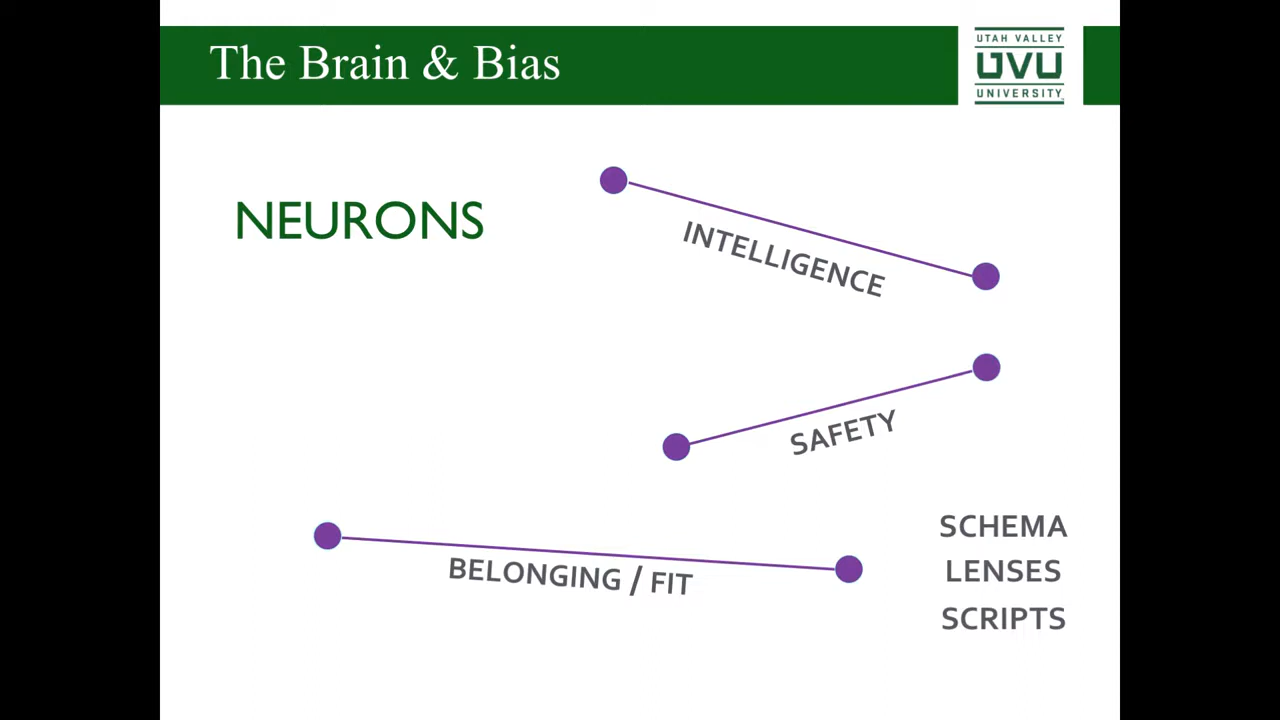 The Brain & Bias
UTAH VALLEY
UVU
UNIVERSITY
NEURONS
INTELLIGENCE
SAFETY
BELONGING / FIT
SCHEMA
LENSES
SCRIPTS